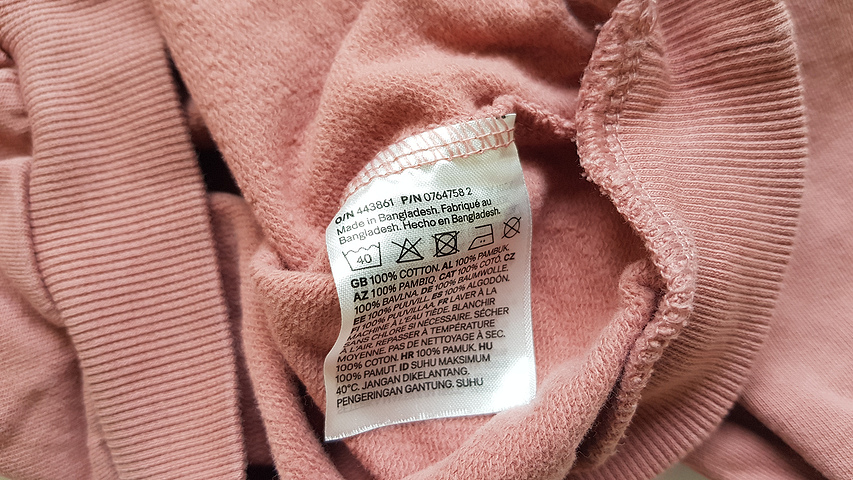 O/N 443861 P/N 0764758 2
Made in Bangladesh. Fabriqué au
Bangladesh. Hecho en Bangladesh.
40
GB 100% COTTON. AL 100% PAMBUK.
AZ 100% PAMBIQ. CAT 100% COTÓ. CZ
100% BAVLNA. DE 100% BAUMWOLLE.
EE 100% PUUVILL. ES 100% ALGODÓN.
FI 100% PUUVILLAA. FR LAVER À LA
MACHINE À L'EAU TIÈDE. BLANCHIR
SANS CHLORE SI NÉCESSAIRE. SÉCHER
À L'AIR. REPASSER À TEMPÉRATURE
MOYENNE. PAS DE NETTOYAGE À SEC.
100% COTON. HR 100% PAMUK. HU
100% PAMUT. ID SUHU MAKSIMUM
40°C. JANGAN DIKELANTANG.
PENGERINGAN GANTUNG. SUHU